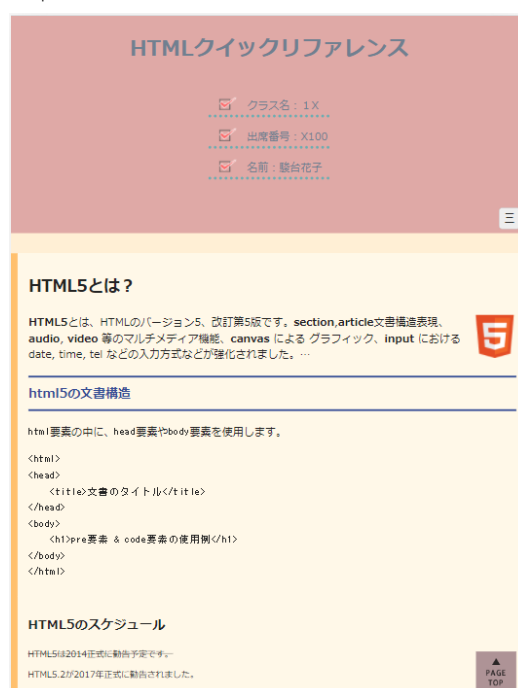 HTMLクイックリファレンス
クラス名：1X
出席番号：X100
名前：駿台花子
三
HTML5とは？
HTML5とは、HTMLのバージョン5、改訂第5版です。section,article文書構造表現、
audio, video 等のマルチメディア機能、canvas による グラフィック、input における
date, time, tel などの入力方式などが強化されました。…
5
html5の文書構造
html要素の中に、head要素やbody要素を使用します。
<html>
<head>
<title>文書のタイトル</title>
</head>
<body>
<h1>pre要素 & code要素の使用例</h1>
</body>
</html>
HTML5のスケジュール
HTML5は2014正式に勧告予定です。
HTML5.2が2017年正式に勧告されました。
▲
PAGE
TOP